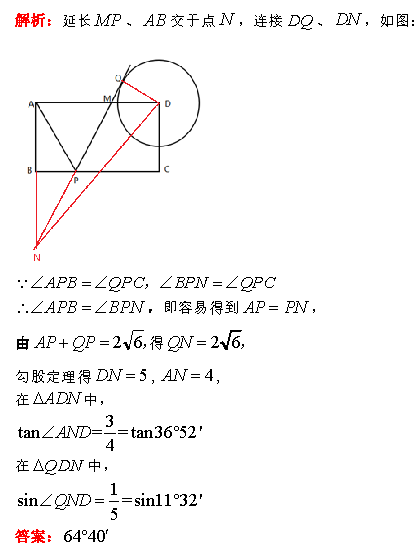 解析：延长MP、AB交于点N，连接DQ、DN，如图：
Q
A
M
D
B
P
C
N
∵∠APB=∠QPC，∠BPN=∠QPC
∴∠APB=∠BPN，即容易得到AP=PN，
由AP+QP=2√6，得QN=2√6，
勾股定理得DN=5，AN=4，
在△ADN中，
tan∠AND=3/4=tan36°52′
在△QDN中，
sin∠QND=1/5=sin11°32′
答案：64°40′